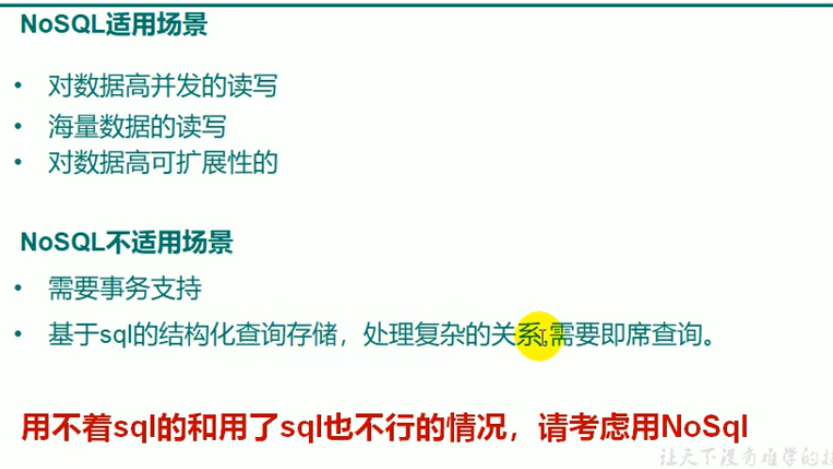 NoSQL适用场景
• 对数据高并发的读写
• 海量数据的读写
• 对数据高可扩展性的
NoSQL不适用场景
• 需要事务支持
• 基于sql的结构化查询存储，处理复杂的关系,需要即席查询。
用不着sql的和用了sql也不行的情况，请考虑用NoSql
让天下没有难学的技